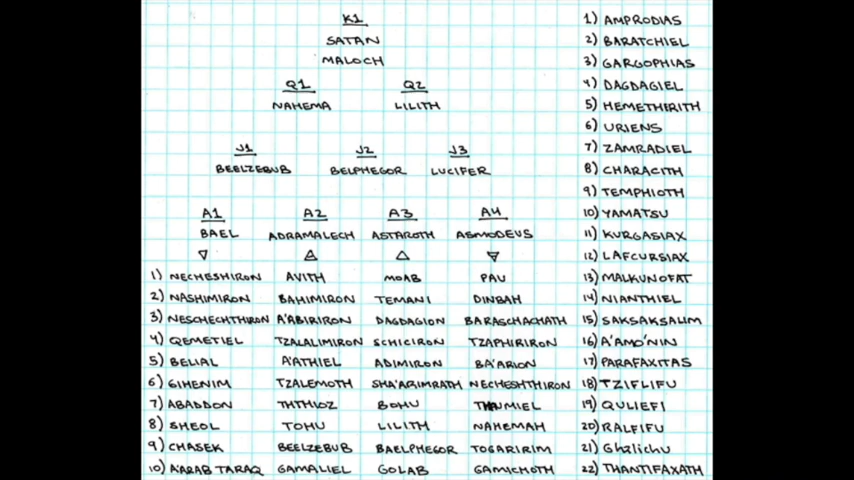 K1
SATAN
MALOCH
Q1 Q2
NAHEMA LILITH
J1 J2 J3
BEELZEBUB BELPHEGOR LUCIFER
A1 A2 A3 A4
BAEL ADRAMALECH ASTAROTH ASMODEUS
1) NECHESHIRON AVITH MOAB PAU
2) NASHIMIRON BAHIMIRON TEMANI DINBAH
3) NESCHECHTHIRON A'ABIRIRON DAGDAGION BARASCHACHATH
4) QEMETIEL TZALALIMIRON SCHICIRON TZAPHIRIRON
5) BELIAL A'ATHIEL ADIMIRON BA'ARION
6) GIHENIM TZALEMOTH SHA'ARIMRATH NECHESHTHIRON
7) ABADDON THTHIOZ BOHU THAUMIEL
8) SHEOL TOHU LILITH NAHEMAH
9) CHASEK BEELZEBUB BAELPHEGOR TOGARIRIM
10) A'ARAB TARAQ GAMALIEL GOLAB GAMICHOTH
1) AMPRODIAS
2) BARATCHIEL
3) GARGOPHIAS
4) DAGDAGIEL
5) HEMETHIRITH
6) URIENS
7) ZAMRADIEL
8) CHARACITH
9) TEMPHIOTH
10) YAMATSU
11) KURGASIAX
12) LAFCURSIAX
13) MALKUNOFAT
14) NIANTHIEL
15) SAKSAKSALIM
16) A'AMO'NIN
17) PARAFAXITAS
18) TZIFLIFU
19) QULIEFI
20) RALFIFU
21) Ghalichu
22) THANTIFAXATH